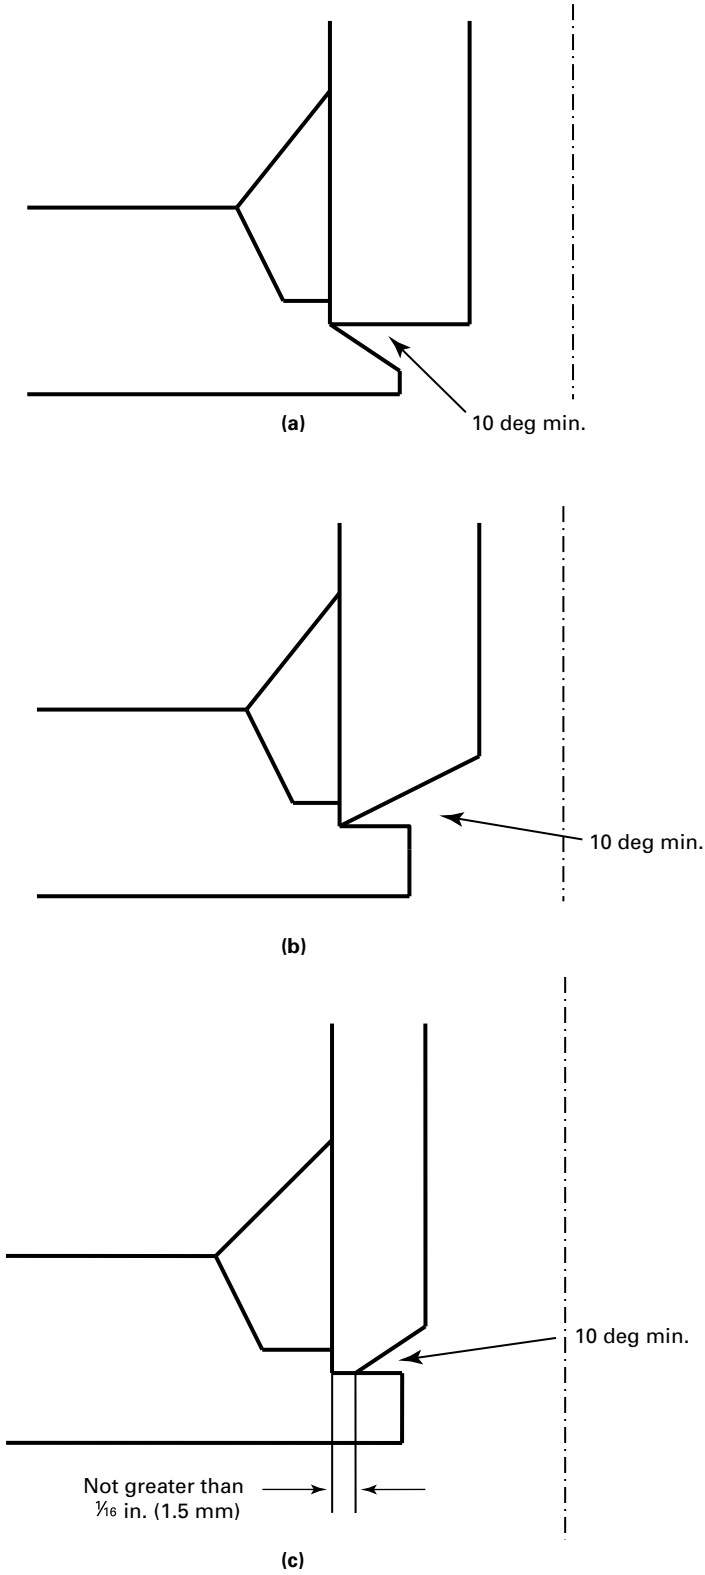 10 deg min.
(a)
10 deg min.
(b)
10 deg min.
Not greater than
1/16 in. (1.5 mm)
(c)